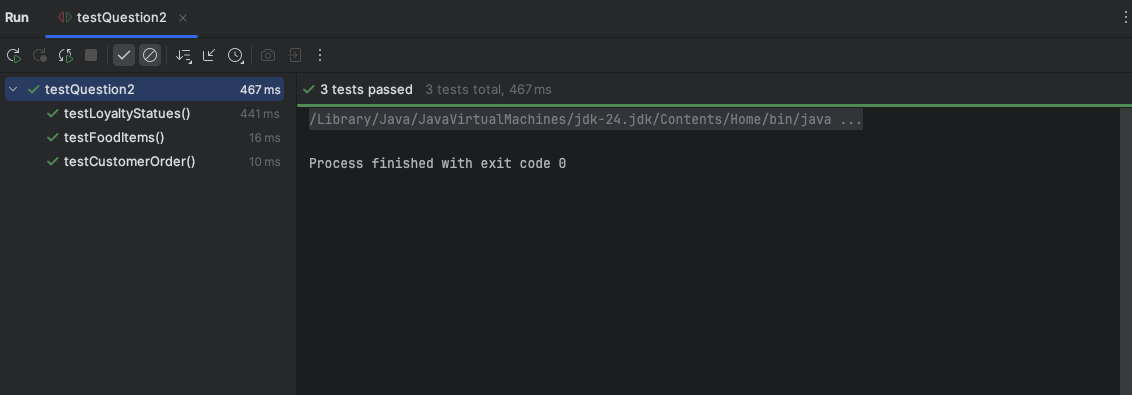 Run testQuestion2
testQuestion2 467 ms
testLoyaltyStatues() 441 ms
testFoodItems() 16 ms
testCustomerOrder() 10 ms
3 tests passed 3 tests total, 467 ms
/Library/Java/JavaVirtualMachines/jdk-24.jdk/Contents/Home/bin/java ...
Process finished with exit code 0